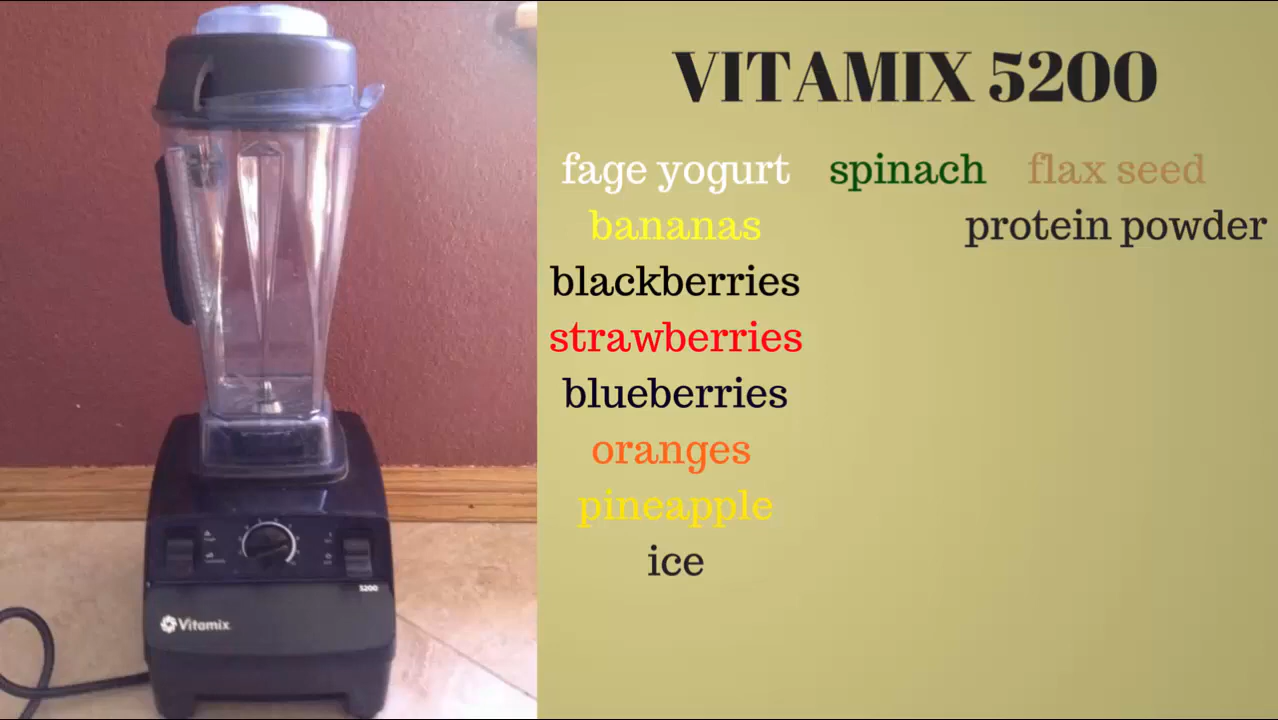 VITAMIX 5200
fage yogurt spinach flax seed
bananas protein powder
blackberries
strawberries
blueberries
oranges
pineapple
ice
5200
Vitamix